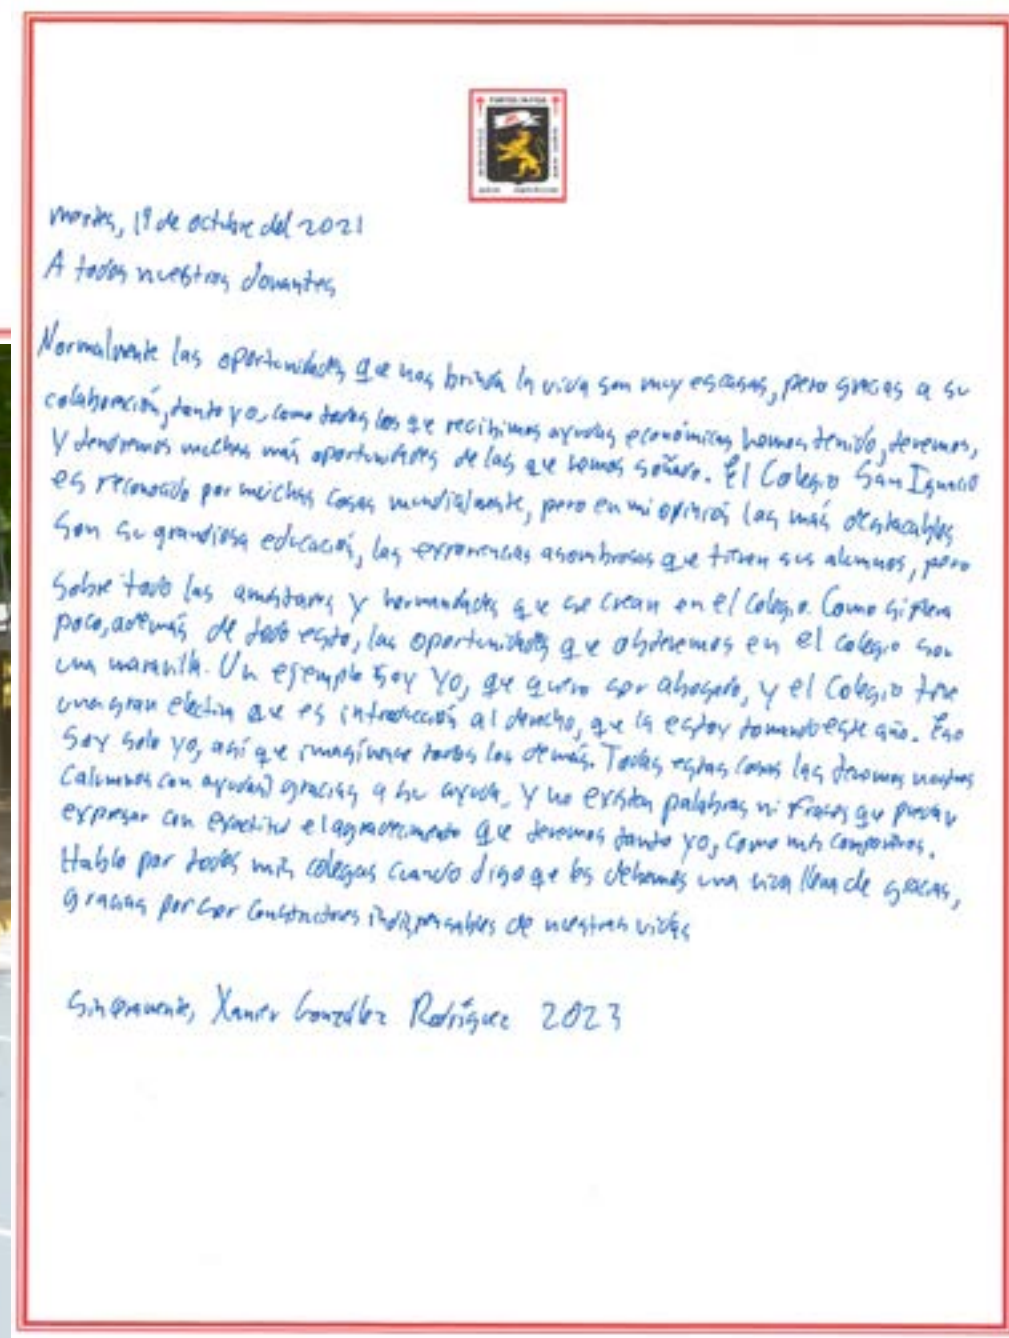 martes, 19 de octubre del 2021
A todos nuestros donantes
Normalmente las oportunidades que nos brinda la vida son muy escasas, pero gracias a su
colaboración, tanto yo, como todos los que recibimos ayudas económicas hemos tenido, tenemos,
y tendremos muchas más oportunidades de las que hemos soñado. El Colegio San Ignacio
es reconocido por muchas cosas mundialmente, pero en mi opinión las más destacables
son su grandiosa educación, las experiencias asombrosas que tienen sus alumnos, pero
sobre todo las amistades y hermandades que se crean en el Colegio. Como si fuera
poco, además de todo esto, las oportunidades que obtenemos en el colegio son
una maravilla. Un ejemplo soy yo, que quiero ser abogado, y el Colegio tiene
una gran electiva que es introducción al derecho, que la estoy tomando este año. Eso
soy solo yo, así que imagínense todos los demás. Todas estas cosas las tenemos nosotros
(alumnos con ayudas) gracias a su ayuda, y no existen palabras ni frases que puedan
expresar con exactitud el agradecimiento que tenemos tanto yo, como mis compañeros.
Hablo por todos mis colegas cuando digo que les debemos una vida llena de gracias,
gracias por ser constructores indispensables de nuestras vidas
Sinceramente, Xavier González Rodríguez 2023